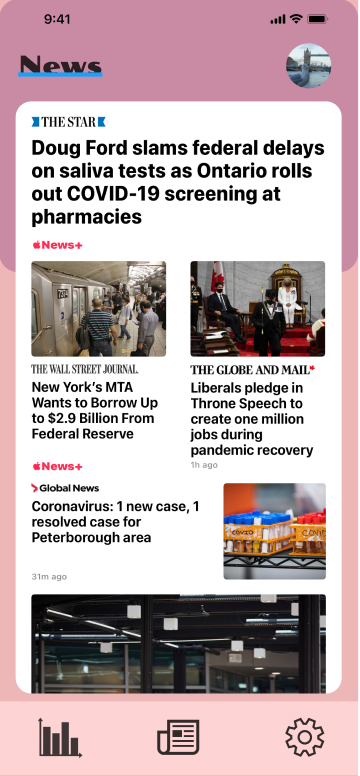 9:41
News
THE STAR
Doug Ford slams federal delays
on saliva tests as Ontario rolls
out COVID-19 screening at
pharmacies
News+
THE WALL STREET JOURNAL.
New York's MTA
Wants to Borrow Up
to $2.9 Billion From
Federal Reserve
News+
THE GLOBE AND MAIL
Liberals pledge in
Throne Speech to
create one million
jobs during
pandemic recovery
1h ago
Global News
Coronavirus: 1 new case, 1
resolved case for
Peterborough area
31m ago
COVID